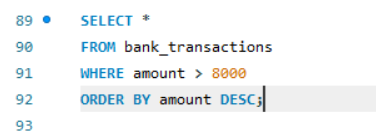 89 SELECT *
90 FROM bank_transactions
91 WHERE amount > 8000
92 ORDER BY amount DESC;
93